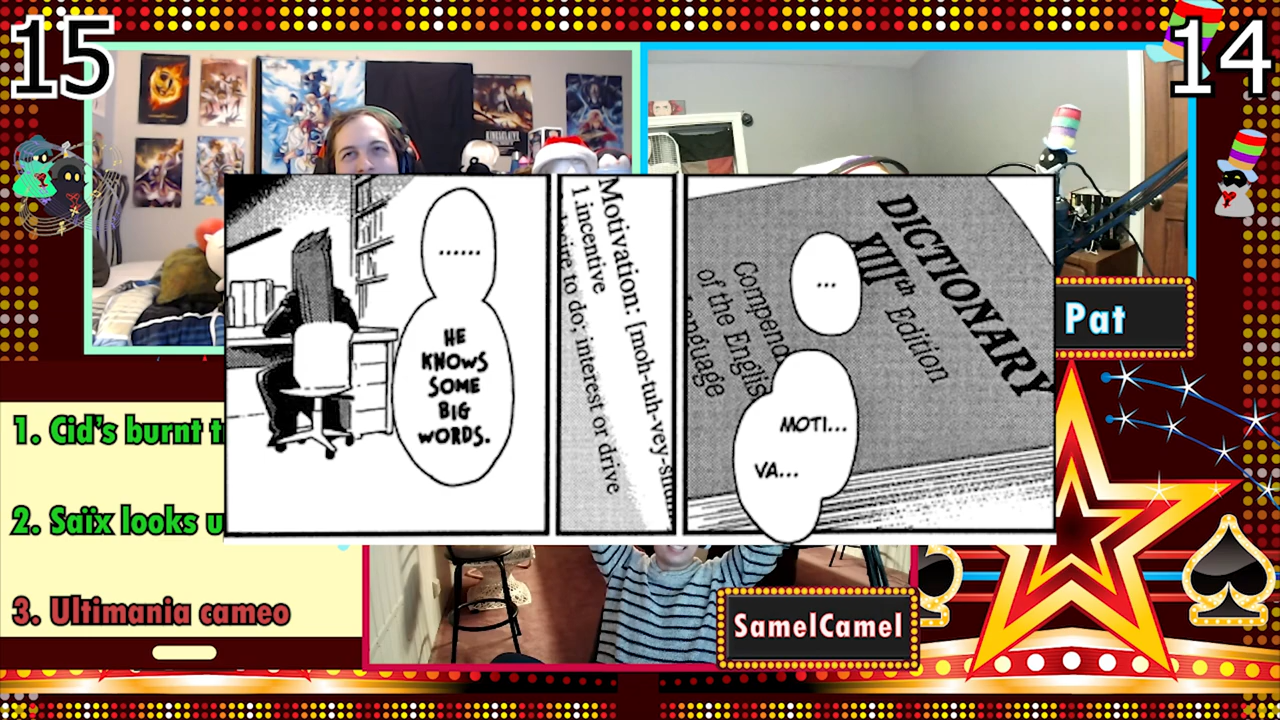 15
14
......
HE
KNOWS
SOME
BIG
WORDS.
Motivation: [moh-tuh-vey-shun
1 incentive
desire to do; interest or drive
DICTIONARY
XIIIth Edition
Compend
of the Englis
Language
...
MOTI...
VA...
Pat
1. Cid's burnt t
2. Saïx looks u
3. Ultimania cameo
SamelCamel